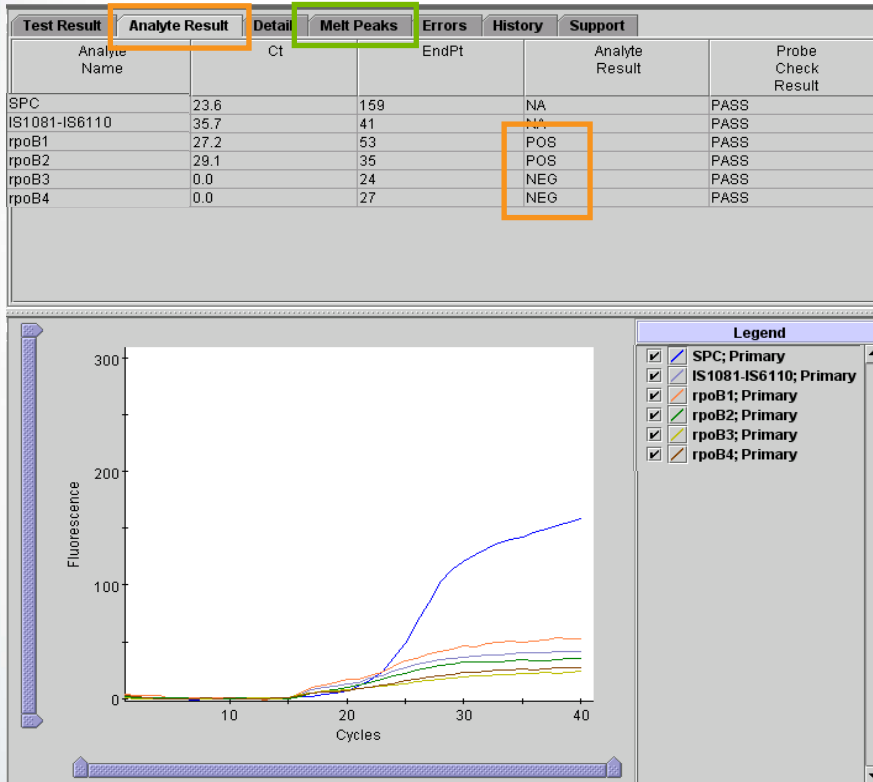 Test Result Analyte Result Detail Melt Peaks Errors History Support
Analyte Name Ct EndPt Analyte Result Probe Check Result
SPC 23.6 159 NA PASS
IS1081-IS6110 35.7 41 NA PASS
rpoB1 27.2 53 POS PASS
rpoB2 29.1 35 POS PASS
rpoB3 0.0 24 NEG PASS
rpoB4 0.0 27 NEG PASS
Legend
SPC; Primary
IS1081-IS6110; Primary
rpoB1; Primary
rpoB2; Primary
rpoB3; Primary
rpoB4; Primary
300
200
100
0
Fluorescence
10 20 30 40
Cycles